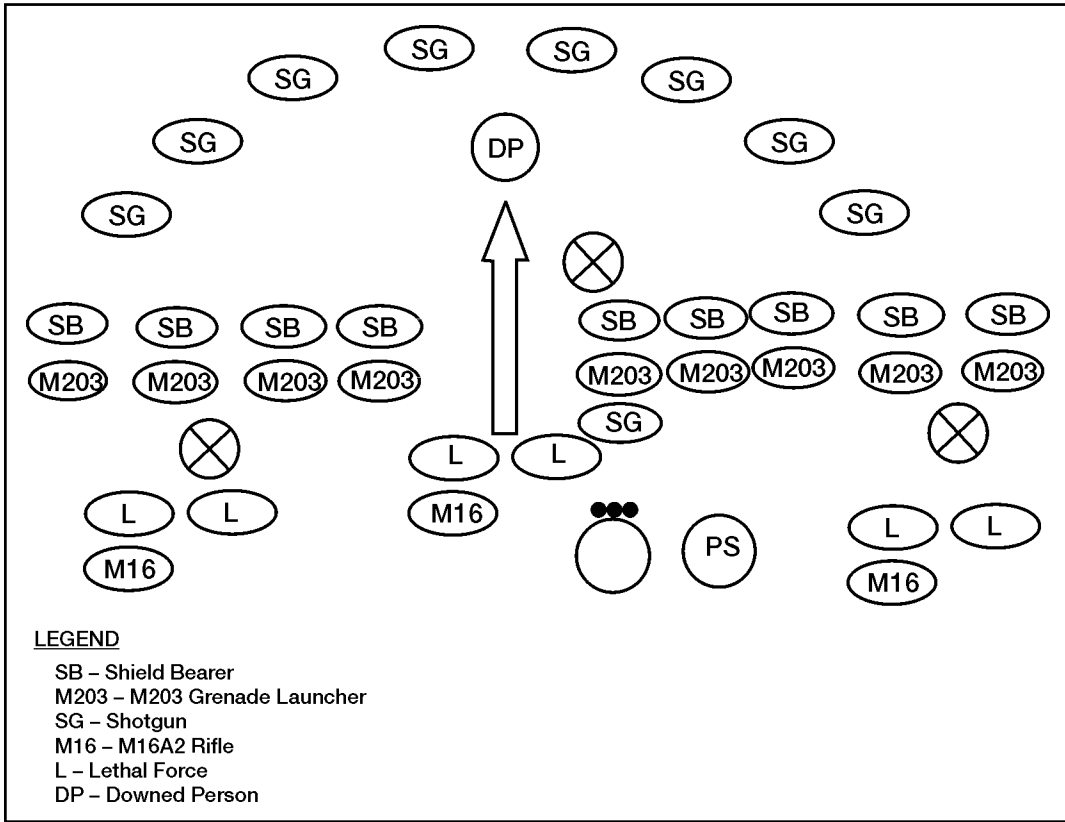 SG SG
SG SG
SG DP SG
SG SG
SB SB SB SB SB SB SB SB SB
M203 M203 M203 M203 M203 M203 M203 M203 M203
SG
L L
L L M16 L L
M16 PS M16
LEGEND
SB – Shield Bearer
M203 – M203 Grenade Launcher
SG – Shotgun
M16 – M16A2 Rifle
L – Lethal Force
DP – Downed Person